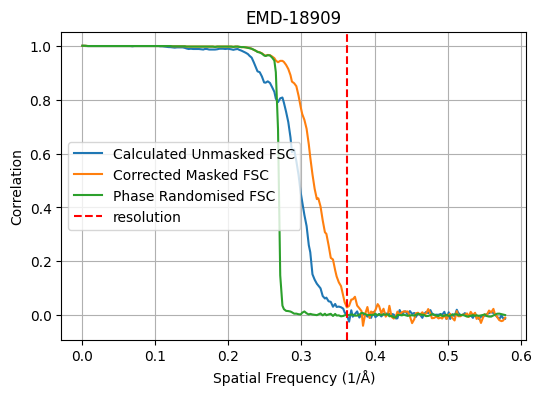 EMD-18909
1.0
0.8
0.6
0.4
0.2
0.0
Correlation
Calculated Unmasked FSC
Corrected Masked FSC
Phase Randomised FSC
resolution
0.0 0.1 0.2 0.3 0.4 0.5 0.6
Spatial Frequency (1/Å)